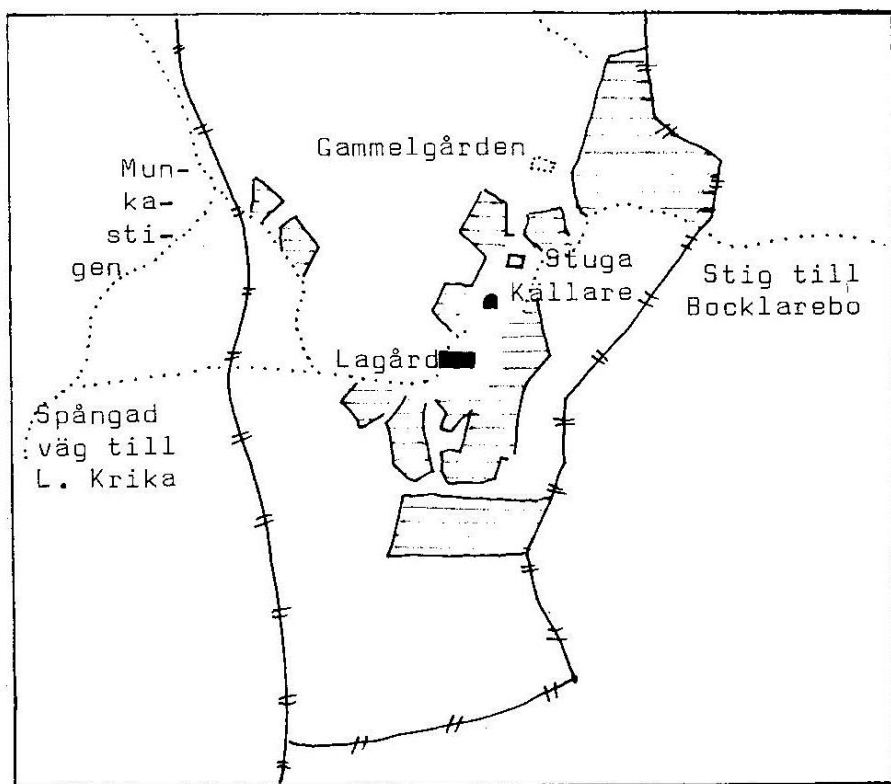 Gammelgården
Mun-
ka-
sti-
gen
Stuga
Källare
Stig till
Bocklarebo
Lagård
Spångad
väg till
L. Krika